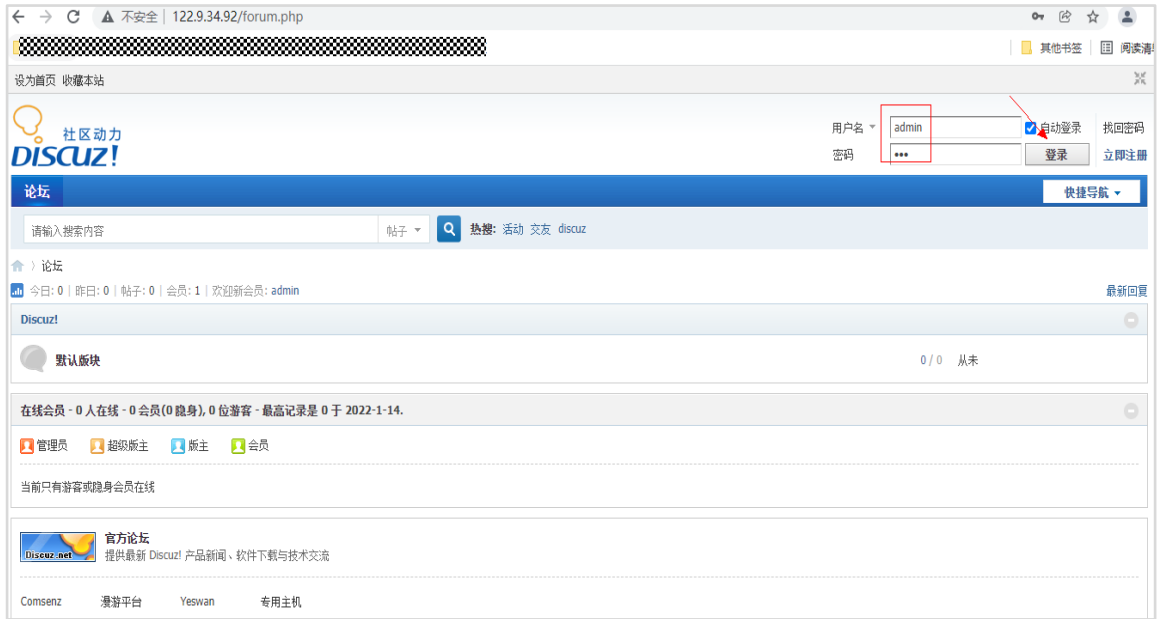 不安全 | 122.9.34.92/forum.php
其他书签 | 阅读清
设为首页 收藏本站
社区动力
DISCUZ!
用户名 admin 自动登录 找回密码
密码 ••• 登录 立即注册
论坛 快捷导航
请输入搜索内容 帖子 热搜: 活动 交友 discuz
〉论坛
今日: 0 | 昨日: 0 | 帖子: 0 | 会员: 1 | 欢迎新会员: admin 最新回复
Discuz!
默认版块 0 / 0 从未
在线会员 - 0 人在线 - 0 会员(0 隐身), 0 位游客 - 最高记录是 0 于 2022-1-14.
管理员 超级版主 版主 会员
当前只有游客或隐身会员在线
Discuz.net 官方论坛
提供最新 Discuz! 产品新闻、软件下载与技术交流
Comsenz 漫游平台 Yeswan 专用主机